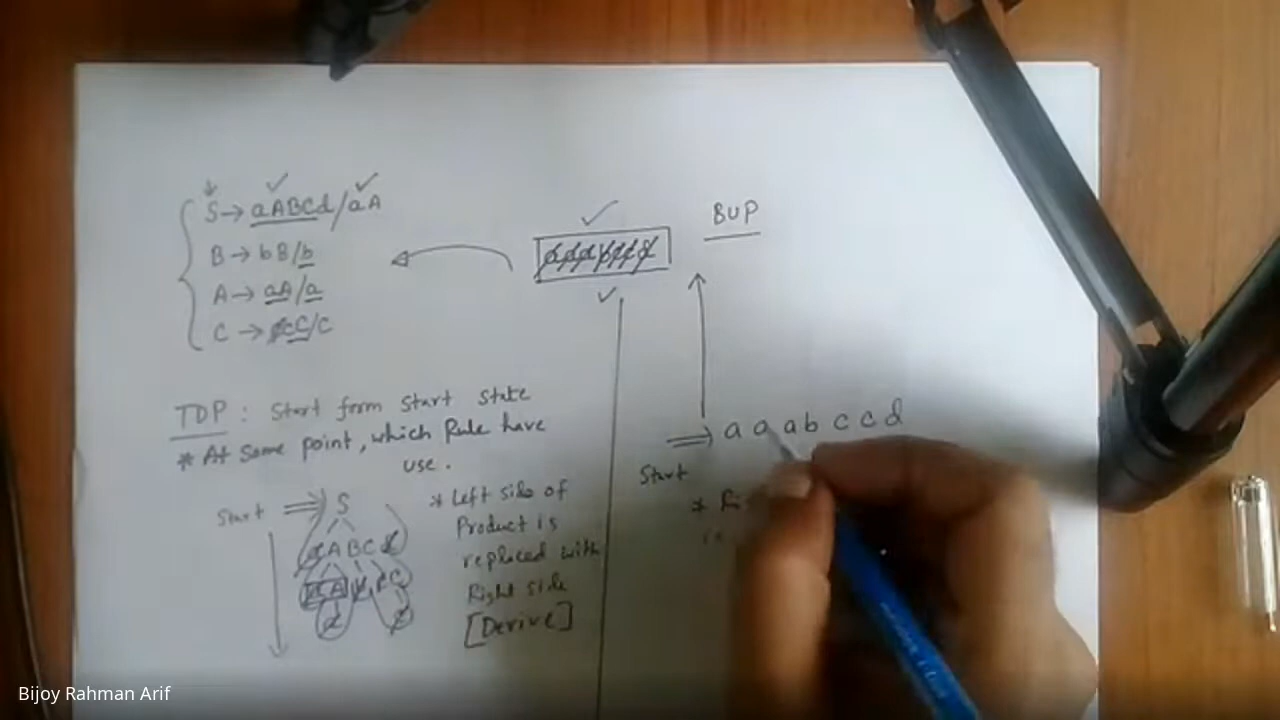 S → aABCd / aA
B → bB / b
A → aA / a
C → cC / c
BUP
TDP : Start form start state
* At some point, which Rule have
use.
Start ⇒ S
aABCd
* Left side of
Product is
replaced with
Right side
[Derive]
⇒ a a a b c c d
Start
Bijoy Rahman Arif